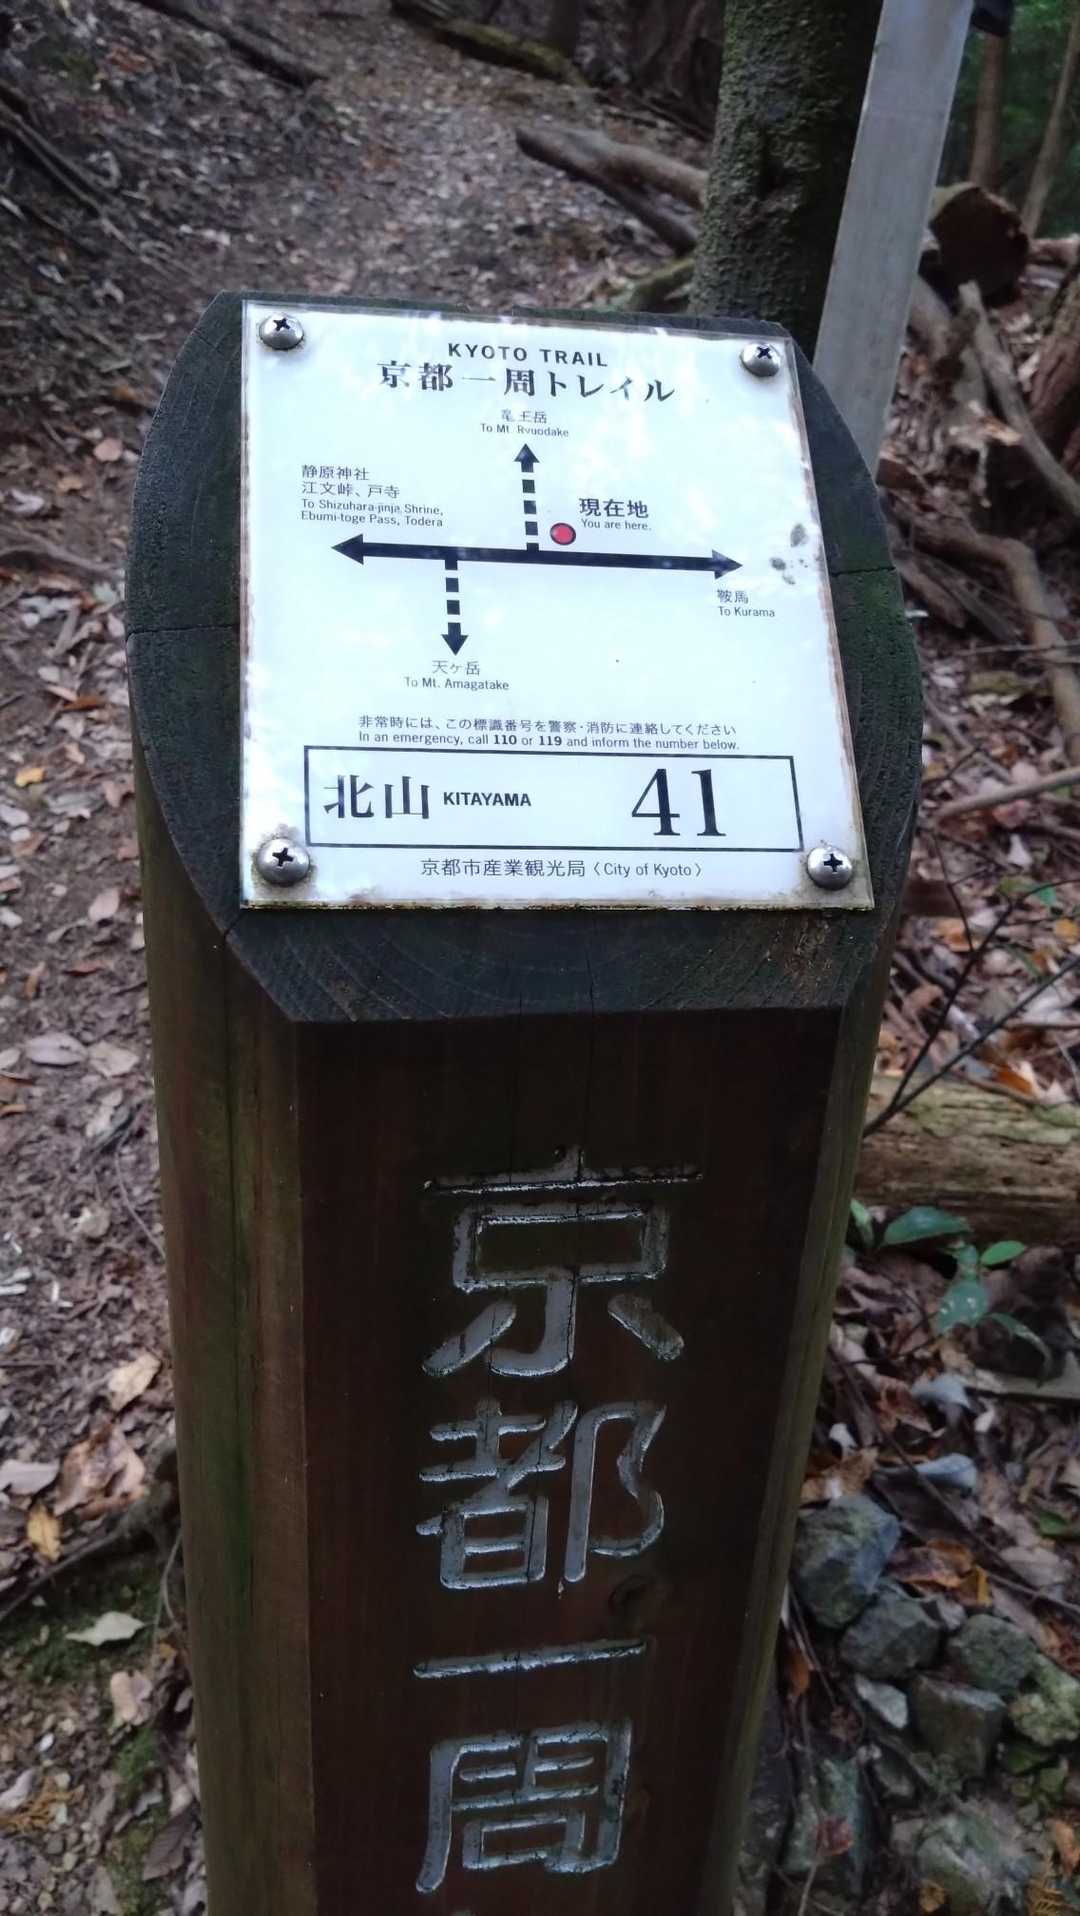 KYOTO TRAIL
京都一周トレイル
竜王岳
To Mt. Ryuodake
静原神社
江文峠、戸寺
To Shizuhara-jinja Shrine,
Ebumi-toge Pass, Todera
現在地
You are here.
鞍馬
To Kurama
天ヶ岳
To Mt. Amagatake
非常時には、この標識番号を警察・消防に連絡してください
In an emergency, call 110 or 119 and inform the number below.
北山 KITAYAMA 41
京都市産業観光局〈City of Kyoto〉
京都一周